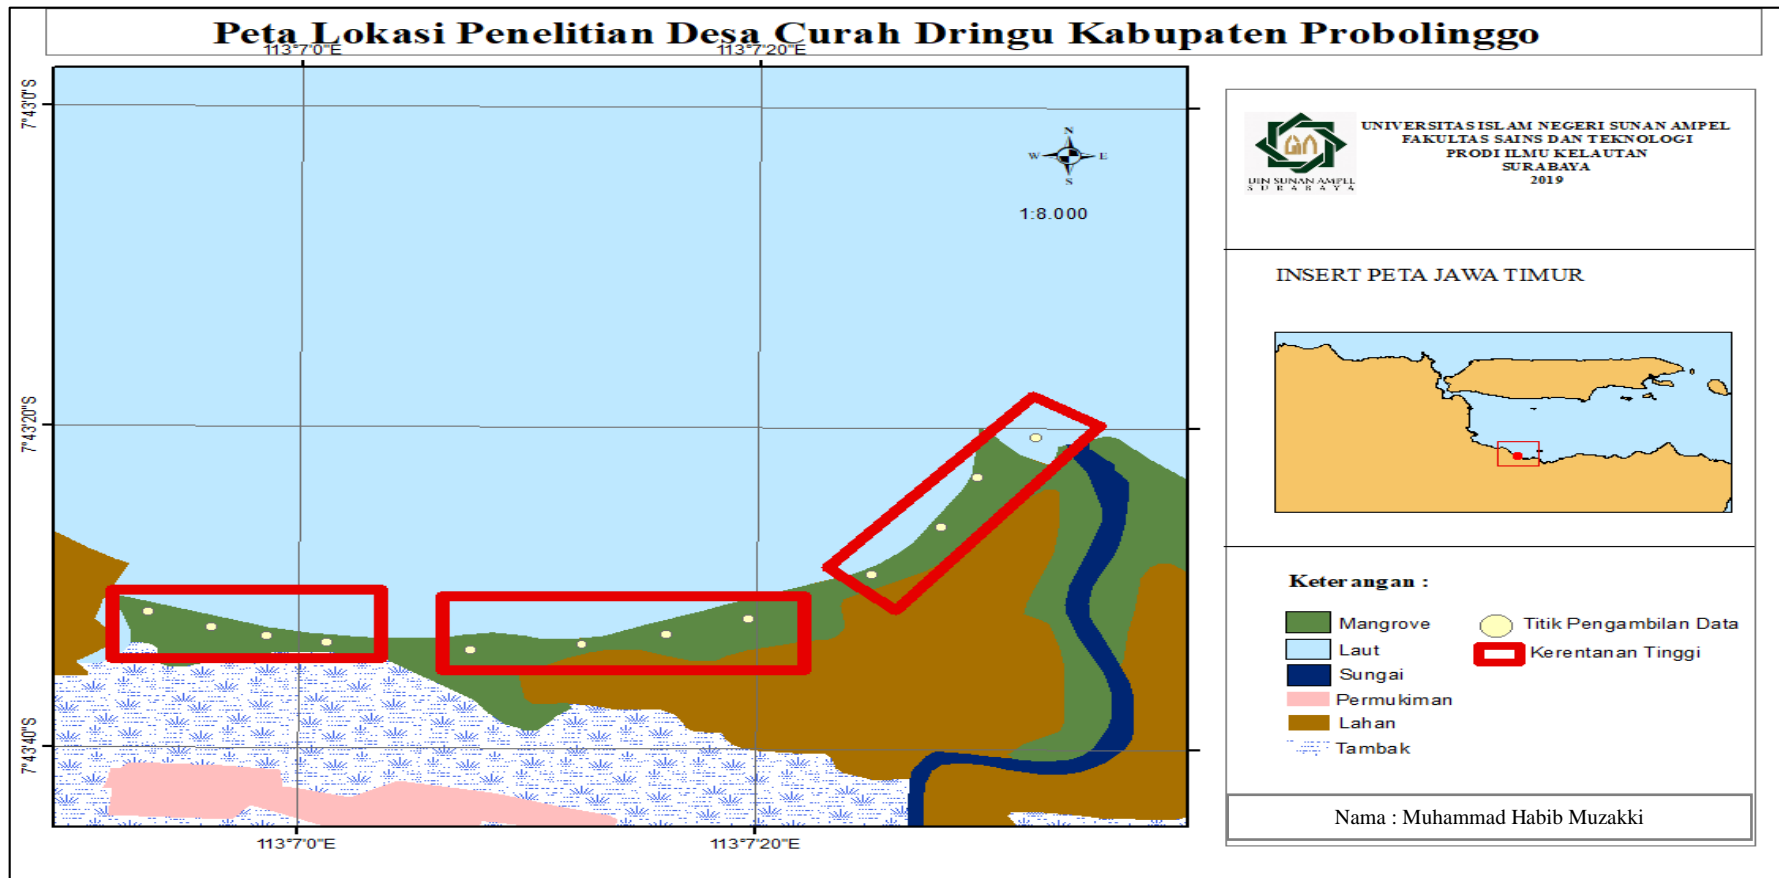 Peta Lokasi Penelitian Desa Curah Dringu Kabupaten Probolinggo
113°7'0"E
113°7'20"E
7°43'0"S
7°43'20"S
7°43'40"S
N
W
E
S
1:8.000
113°7'0"E
113°7'20"E
UIN SUNAN AMPEL
SURABAYA
UNIVERSITAS ISLAM NEGERI SUNAN AMPEL
FAKULTAS SAINS DAN TEKNOLOGI
PRODI ILMU KELAUTAN
SURABAYA
2019
INSERT PETA JAWA TIMUR
Keterangan :
Mangrove
Laut
Sungai
Permukiman
Lahan
Tambak
Titik Pengambilan Data
Kerentanan Tinggi
Nama : Muhammad Habib Muzakki